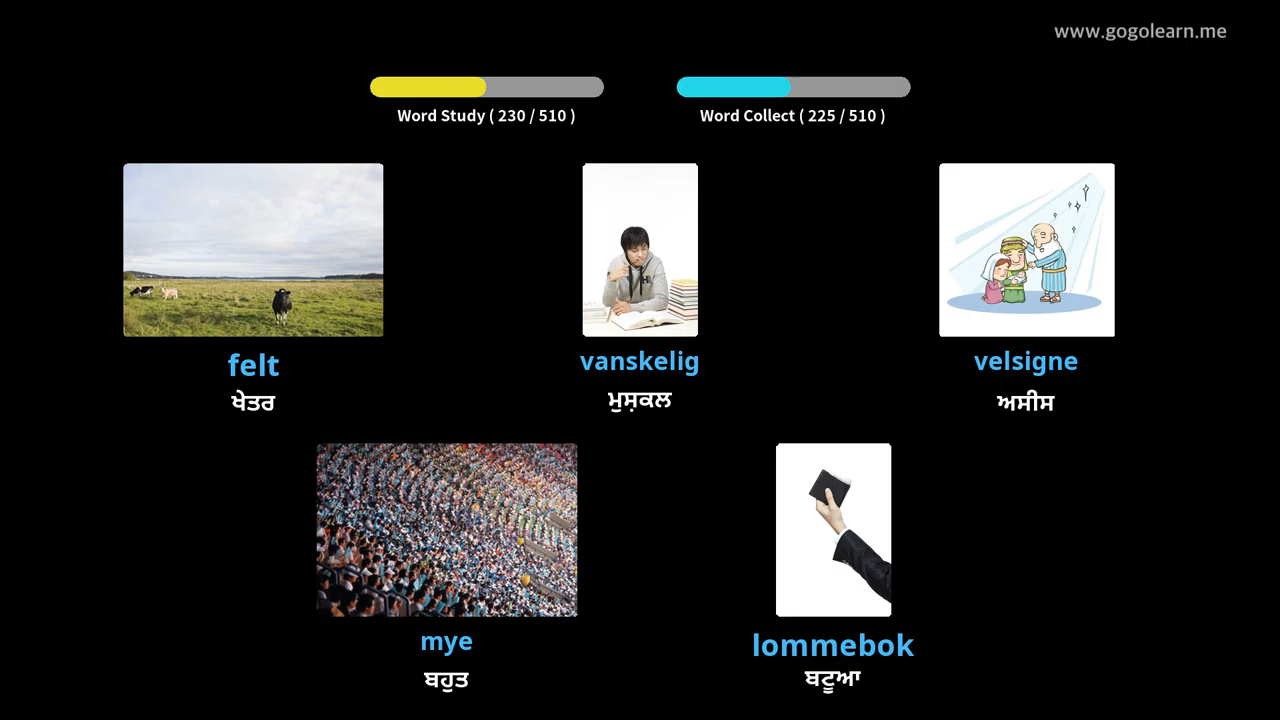 www.gogolearn.me
Word Study ( 230 / 510 )
Word Collect ( 225 / 510 )
felt
ਖੇਤਰ
vanskelig
ਮੁਸ਼ਕਲ
velsigne
ਅਸੀਸ
mye
ਬਹੁਤ
lommebok
ਬਟੂਆ